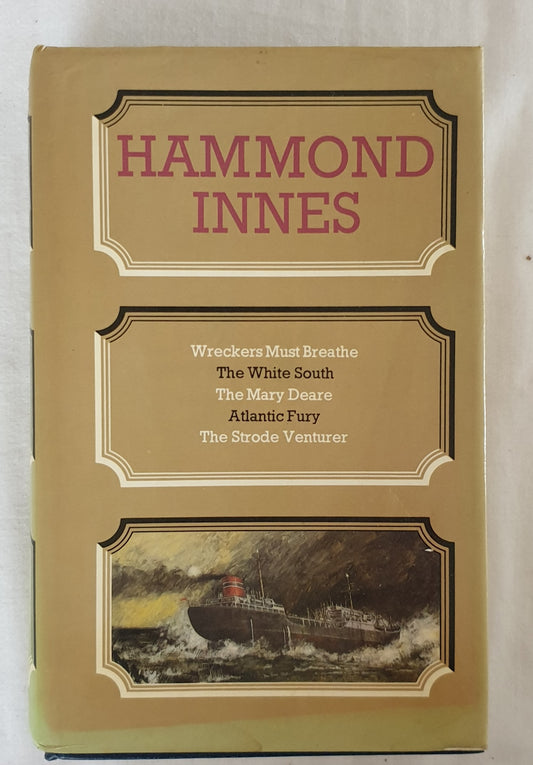 HAMMOND
INNES
Wreckers Must Breathe
The White South
The Mary Deare
Atlantic Fury
The Strode Venturer